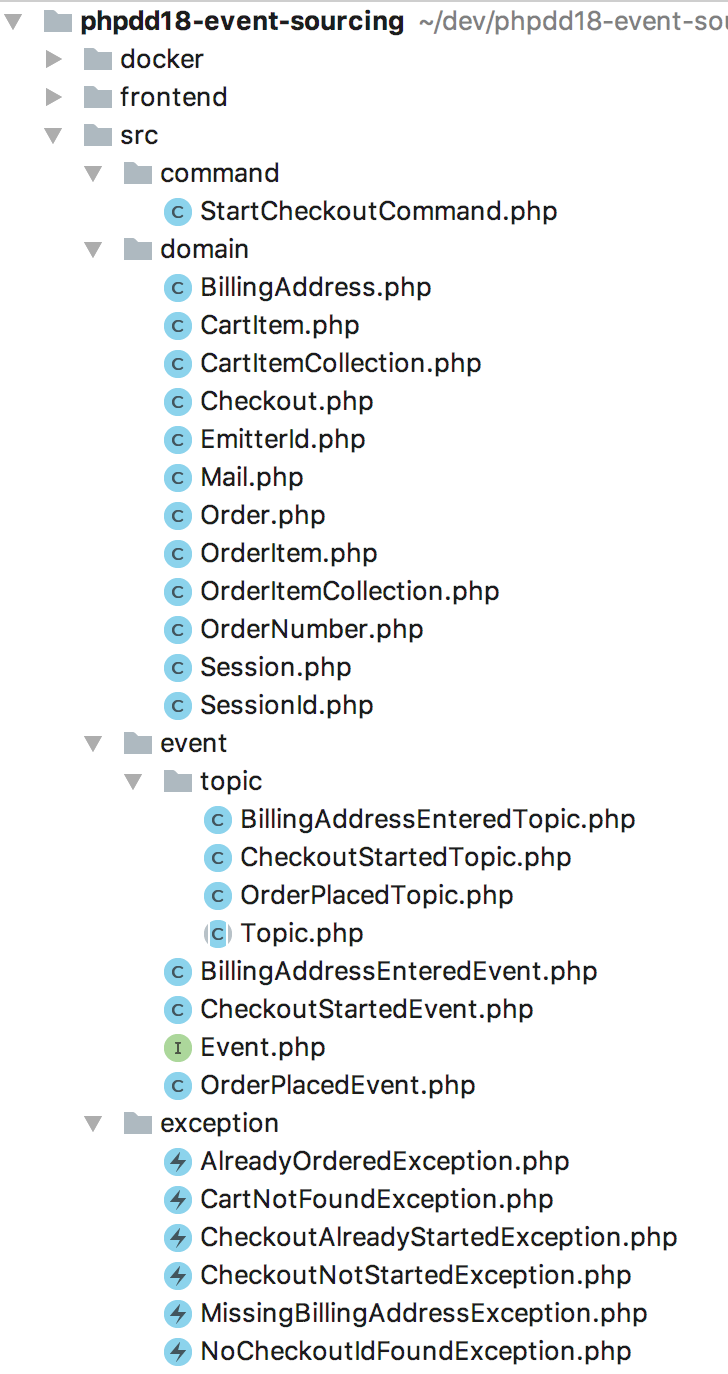 phpdd18-event-sourcing ~/dev/phpdd18-event-sou
docker
frontend
src
command
C StartCheckoutCommand.php
domain
C BillingAddress.php
C CartItem.php
C CartItemCollection.php
C Checkout.php
C EmitterId.php
C Mail.php
C Order.php
C OrderItem.php
C OrderItemCollection.php
C OrderNumber.php
C Session.php
C SessionId.php
event
topic
C BillingAddressEnteredTopic.php
C CheckoutStartedTopic.php
C OrderPlacedTopic.php
C Topic.php
C BillingAddressEnteredEvent.php
C CheckoutStartedEvent.php
I Event.php
C OrderPlacedEvent.php
exception
AlreadyOrderedException.php
CartNotFoundException.php
CheckoutAlreadyStartedException.php
CheckoutNotStartedException.php
MissingBillingAddressException.php
NoCheckoutIdFoundException.php